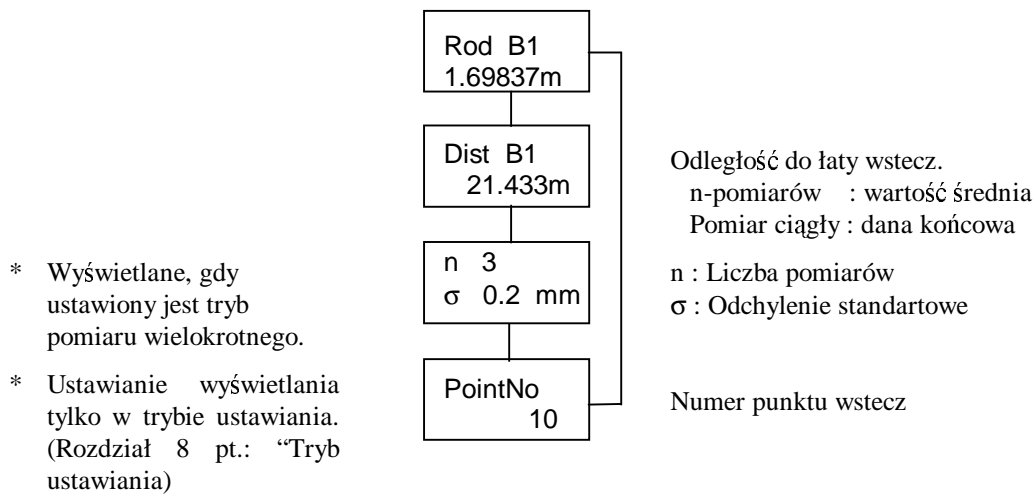 Rod B1
1.69837m
Dist B1
21.433m
Odległość do łaty wstecz.
n-pomiarów : wartość średnia
Pomiar ciągły : dana końcowa
* Wyświetlane, gdy
ustawiony jest tryb
pomiaru wielokrotnego.
n 3
σ 0.2 mm
n : Liczba pomiarów
σ : Odchylenie standartowe
* Ustawianie wyświetlania
tylko w trybie ustawiania.
(Rozdział 8 pt.: “Tryb
ustawiania)
PointNo
10
Numer punktu wstecz